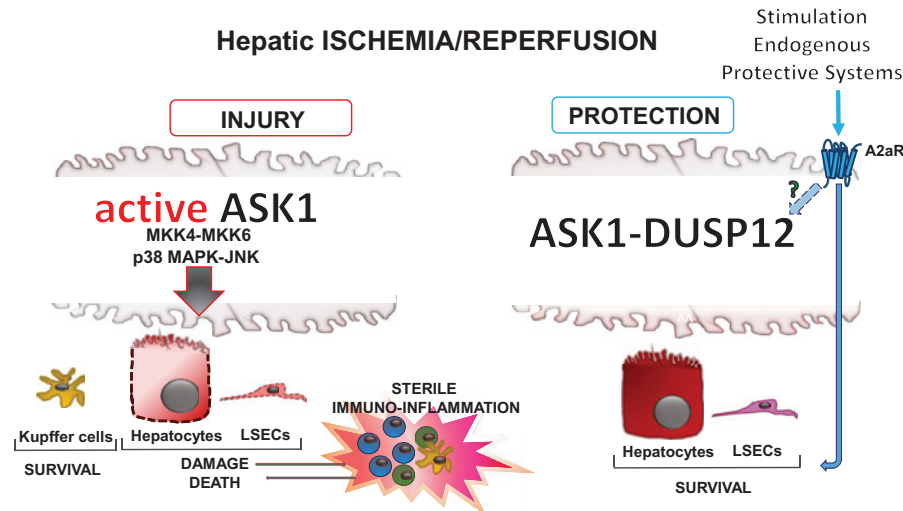 Stimulation
Endogenous
Protective Systems
Hepatic ISCHEMIA/REPERFUSION
INJURY
PROTECTION
A2aR
?
active ASK1
MKK4-MKK6
p38 MAPK-JNK
ASK1-DUSP12
STERILE
IMMUNO-INFLAMMATION
Kupffer cells
Hepatocytes
LSECs
SURVIVAL
DAMAGE
DEATH
Hepatocytes
LSECs
SURVIVAL